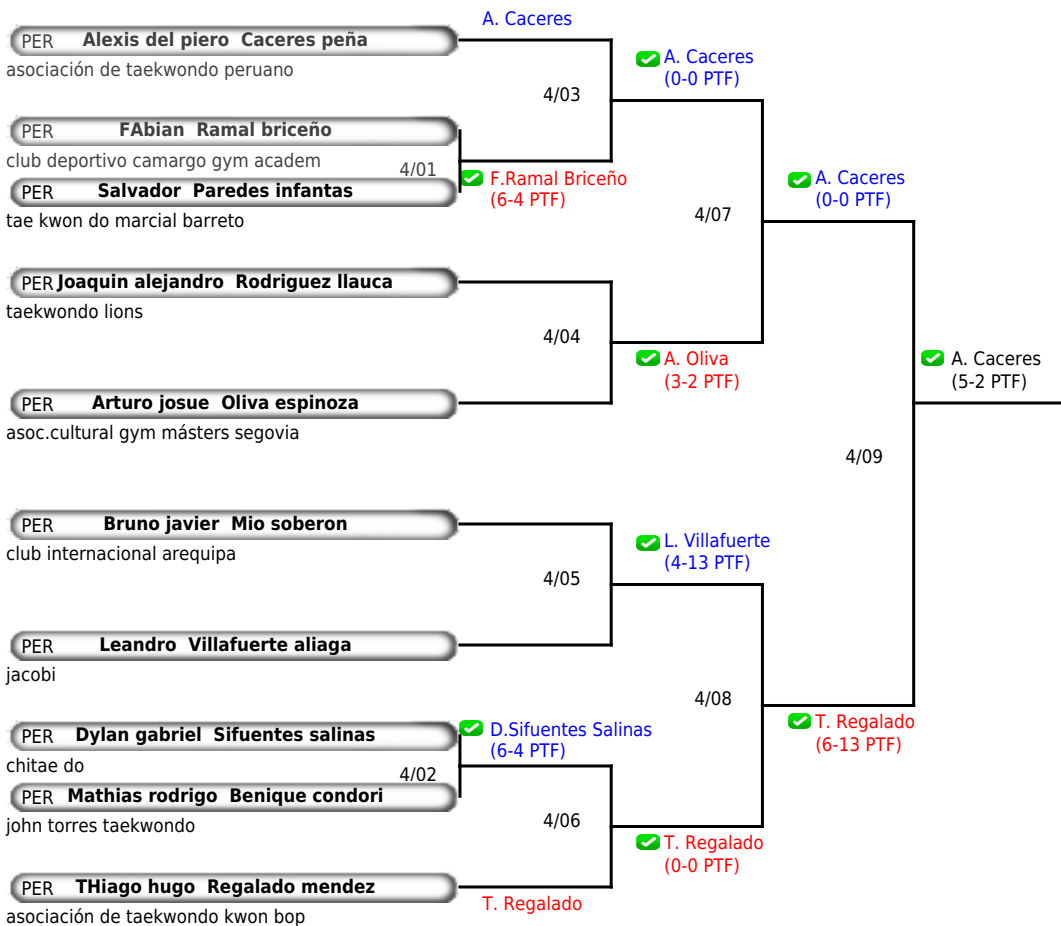 A. Caceres
PER Alexis del piero Caceres peña
asociación de taekwondo peruano
A. Caceres
(0-0 PTF)
4/03
PER FAbian Ramal briceño
club deportivo camargo gym academ
4/01
PER Salvador Paredes infantas
F.Ramal Briceño
(6-4 PTF)
tae kwon do marcial barreto
A. Caceres
(0-0 PTF)
4/07
PER Joaquin alejandro Rodriguez llauca
taekwondo lions
4/04
A. Oliva
(3-2 PTF)
A. Caceres
(5-2 PTF)
PER Arturo josue Oliva espinoza
asoc.cultural gym másters segovia
4/09
PER Bruno javier Mio soberon
club internacional arequipa
L. Villafuerte
(4-13 PTF)
4/05
PER Leandro Villafuerte aliaga
jacobi
4/08
T. Regalado
(6-13 PTF)
PER Dylan gabriel Sifuentes salinas
D.Sifuentes Salinas
(6-4 PTF)
chitae do
4/02
PER Mathias rodrigo Benique condori
john torres taekwondo
4/06
T. Regalado
(0-0 PTF)
PER THiago hugo Regalado mendez
T. Regalado
asociación de taekwondo kwon bop